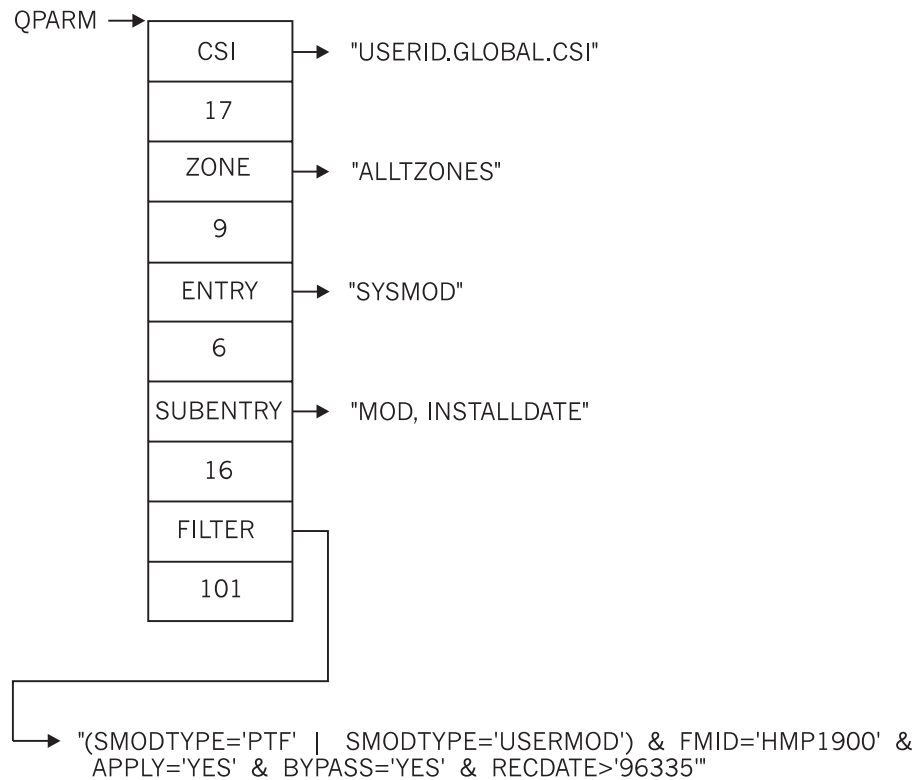 QPARM
CSI "USERID.GLOBAL.CSI"
17
ZONE "ALLTZONES"
9
ENTRY "SYSMOD"
6
SUBENTRY "MOD, INSTALLDATE"
16
FILTER
101
"(SMODTYPE='PTF' | SMODTYPE='USERMOD') & FMID='HMP1900' &
APPLY='YES' & BYPASS='YES' & RECDATE>'96335'"